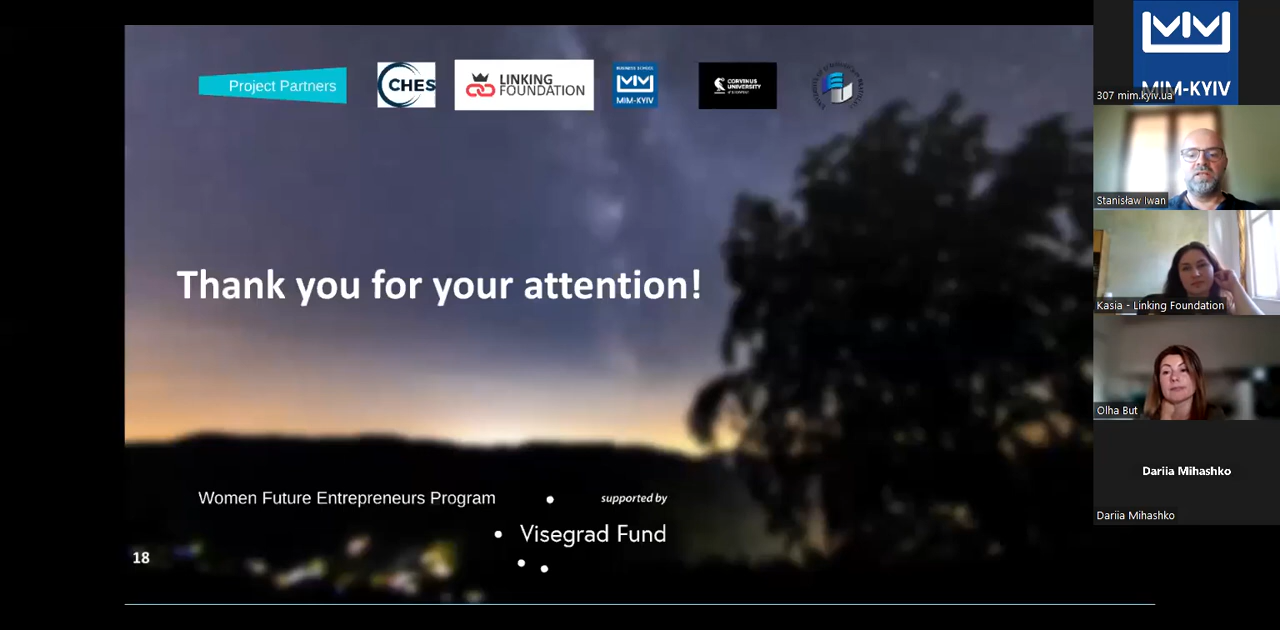 Project Partners
CHES
LINKING
FOUNDATION
BUSINESS SCHOOL
MIM-KYIV
CORVINUS
UNIVERSITY
Thank you for your attention!
Women Future Entrepreneurs Program
supported by
Visegrad Fund
18
MIM-KYIV
307 mim.kyiv.ua
Stanisław Iwan
Kasia - Linking Foundation
Olha But
Dariia Mihashko
Dariia Mihashko